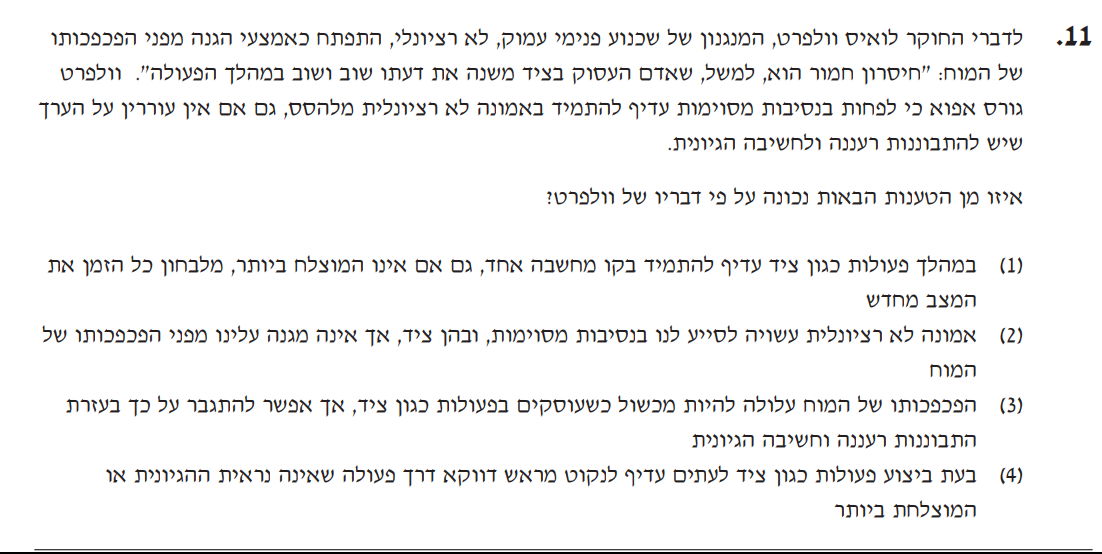 11. לדברי החוקר לואיס וולפרט, המנגנון של שכנוע פנימי עמוק, לא רציונלי, התפתח כאמצעי הגנה מפני הפכפכותו
של המוח: "חיסרון חמור הוא, למשל, שאדם העסוק בציד משנה את דעתו שוב ושוב במהלך הפעולה". וולפרט
גורס אפוא כי לפחות בנסיבות מסוימות עדיף להתמיד באמונה לא רציונלית מלהסס, גם אם אין עוררין על הערך
שיש להתבוננות רעננה ולחשיבה הגיונית.
איזו מן הטענות הבאות נכונה על פי דבריו של וולפרט?
(1) במהלך פעולות כגון ציד עדיף להתמיד בקו מחשבה אחד, גם אם אינו המוצלח ביותר, מלבחון כל הזמן את
המצב מחדש
(2) אמונה לא רציונלית עשויה לסייע לנו בנסיבות מסוימות, ובהן ציד, אך אינה מגנה עלינו מפני הפכפכותו של
המוח
(3) הפכפכותו של המוח עלולה להיות מכשול כשעוסקים בפעולות כגון ציד, אך אפשר להתגבר על כך בעזרת
התבוננות רעננה וחשיבה הגיונית
(4) בעת ביצוע פעולות כגון ציד לעתים עדיף לנקוט מראש דווקא דרך פעולה שאינה נראית ההגיונית או
המוצלחת ביותר